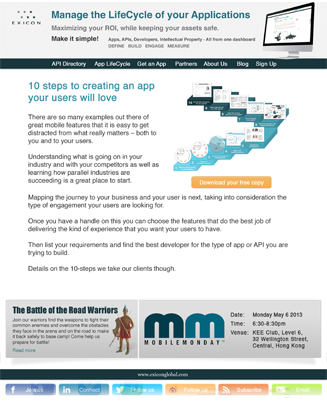 EXICON
Manage the LifeCycle of your Applications
Maximizing your ROI, while keeping your assets safe.
Make it simple!
Apps, APIs, Developers, Intellectual Property - All from one dashboard
DEFINE BUILD ENGAGE MEASURE
API Directory App LifeCycle Get an App Partners About Us Blog Sign Up
10 steps to creating an app
your users will love
There are so many examples out there of
great mobile features that it is easy to get
distracted from what really matters – both to
you and to your users.
Understanding what is going on in your
industry and with your competitors as well as
learning how parallel industries are
succeeding is a great place to start.
Download your free copy
Mapping the journey to your business and your user is next, taking into consideration the
type of engagement your users are looking for.
Once you have a handle on this you can choose the features that do the best job of
delivering the kind of experience that you want your users to have.
Then list your requirements and find the best developer for the type of app or API you are
trying to build.
Details on the 10-steps we take our clients though.
The Battle of the Road Warriors
Join our warriors find the weapons to fight their
common enemies and overcome the obstacles
they face in the arena and on the road to make
it back safely to base camp! Come help us
prepare for battle!
Read more
MOBILEMONDAY
Date: Monday May 6 2013
Time: 6:30-8:30pm
Venue: KEE Club, Level 6,
32 Wellington Street,
Central, Hong Kong
www.exiconglobal.com
Join us
Connect
Follow us
Follow us
Subscribe
Email